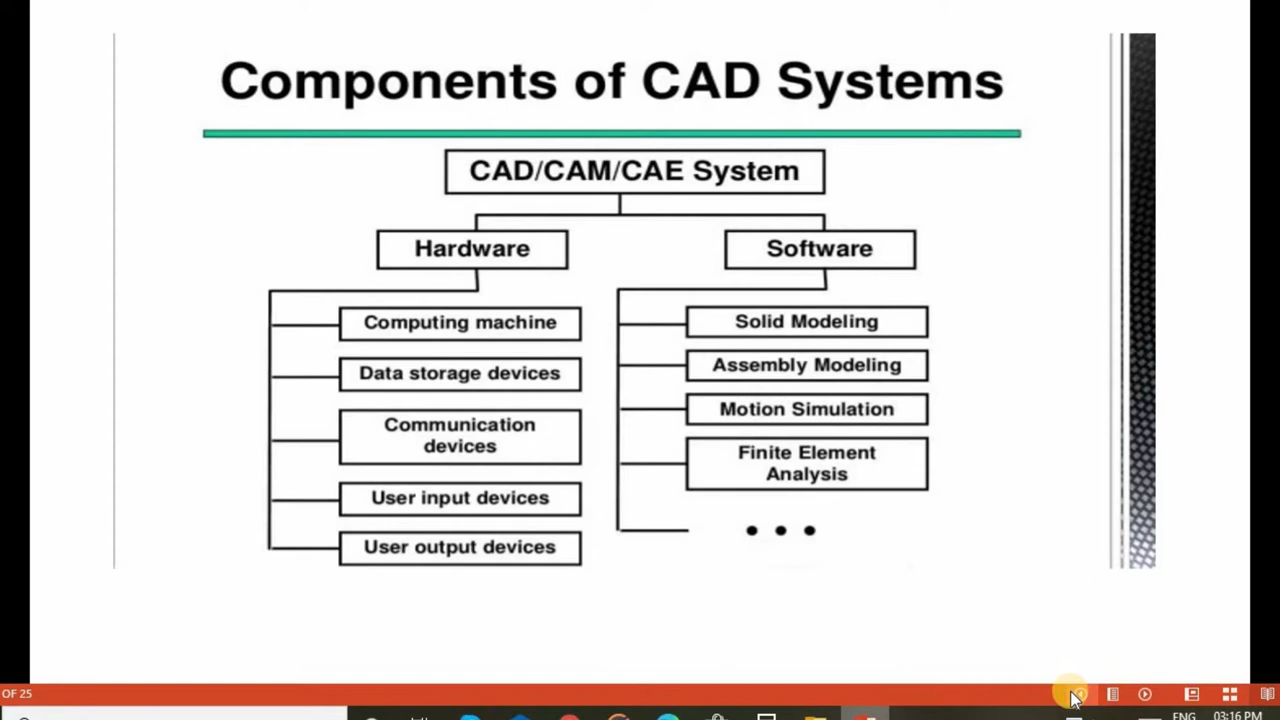 Components of CAD Systems
CAD/CAM/CAE System
Hardware
Software
Computing machine
Data storage devices
Communication
devices
User input devices
User output devices
Solid Modeling
Assembly Modeling
Motion Simulation
Finite Element
Analysis
• • •
OF 25
ENG
03:16 PM